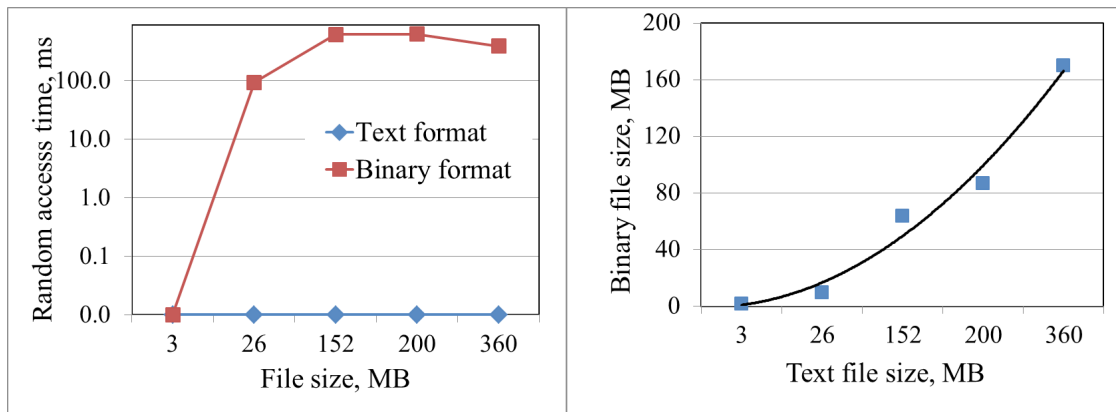 Random accesss time, ms
100.0
10.0
1.0
0.1
0.0
Text format
Binary format
3 26 152 200 360
File size, MB
Binary file size, MB
200
160
120
80
40
0
3 26 152 200 360
Text file size, MB